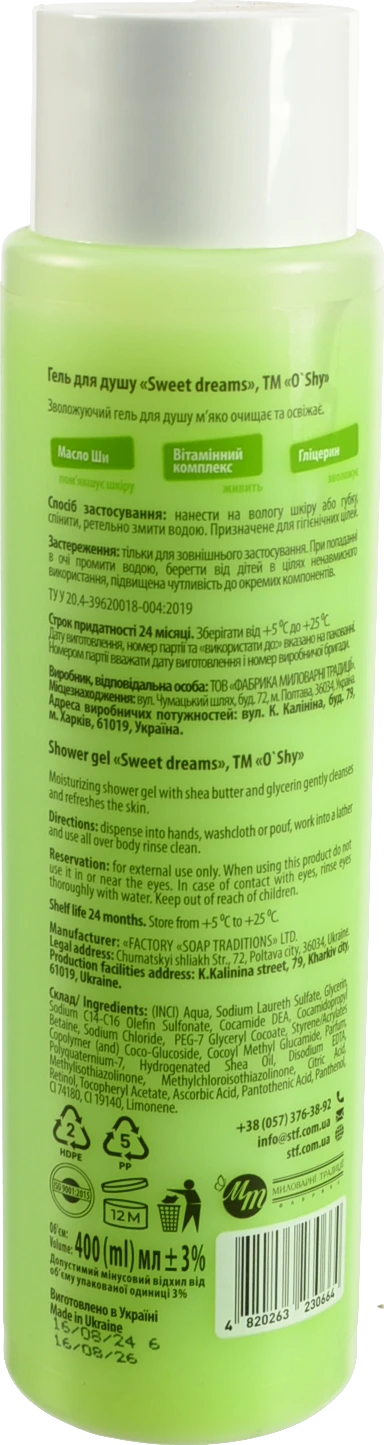 Гель для душу «Sweet dreams», ТМ «O`Shy»
Зволожуючий гель для душу м'яко очищає та освіжає.
Масло Ши
пом'якшує шкіру
Вітамінний
комплекс
живить
Гліцерин
зволожує
Спосіб застосування: нанести на вологу шкіру або губку,
спінити, ретельно змити водою. Призначене для гігієнічних цілей.
Застереження: тільки для зовнішнього застосування. При попаданні
в очі промити водою, берегти від дітей в цілях ненавмисного
використання, підвищена чутливість до окремих компонентів.
ТУ У 20.4-39620018-004:2019
Строк придатності 24 місяці. Зберігати від +5 ⁰С до +25 ⁰С.
Дату виготовлення, номер партії та «використати до:» вказано на пакованні.
Номером партії вважати дату виготовлення і номер виробничої бригади.
Виробник, відповідальна особа: ТОВ «ФАБРИКА МИЛОВАРНІ ТРАДИЦІЇ»,
Місцезнаходження: вул. Чумацький шлях, буд. 72, м. Полтава, 36034, Україна.
Адреса виробничих потужностей: вул. К. Калініна, буд. 79,
м. Харків, 61019, Україна.
Shower gel «Sweet dreams», TM «O`Shy»
Moisturizing shower gel with shea butter and glycerin gently cleanses
and refreshes the skin.
Directions: dispense into hands, washcloth or pouf, work into a lather
and use all over body rinse clean.
Reservation: for external use only. When using this product do not
use it in or near the eyes. In case of contact with eyes, rinse eyes
thoroughly with water. Keep out of reach of children.
Shelf life 24 months. Store from +5 ⁰C to +25 ⁰C.
Manufacturer: «FACTORY «SOAP TRADITIONS» LTD.
Legal address: Chumatskyi shliakh Str., 72, Poltava city, 36034, Ukraine.
Production facilities address: K.Kalinina street, 79, Kharkiv city,
61019, Ukraine.
Склад/ Ingredients: (INCI) Aqua, Sodium Laureth Sulfate, Glycerin,
Sodium C14-C16 Olefin Sulfonate, Cocamide DEA, Cocamidopropyl
Betaine, Sodium Chloride, PEG-7 Glyceryl Cocoate, Styrene/Acrylates
Copolymer (and) Coco-Glucoside, Cocoyl Methyl Glucamide, Parfum,
Polyquaternium-7, Hydrogenated Shea Oil, Disodium EDTA,
Methylisothiazolinone, Methylchloroisothiazolinone, Citric Acid,
Retinol, Tocopheryl Acetate, Ascorbic Acid, Pantothenic Acid, Panthenol,
CI 74180, CI 19140, Limonene.
2
HDPE
5
PP
+38 (057) 376-38-92
info@stf.com.ua
stf.com.ua
ISO 9001:2015
12 M
МТ
МИЛОВАРНІ ТРАДИЦІЇ
ФАБРИКА
Об'єм:
Volume: 400 (ml) мл ± 3%
Допустимий мінусовий відхил від
об'єму упакованої одиниці 3%
Виготовлено в Україні
Made in Ukraine
16/08/24 6
16/08/26
4 820263 230664